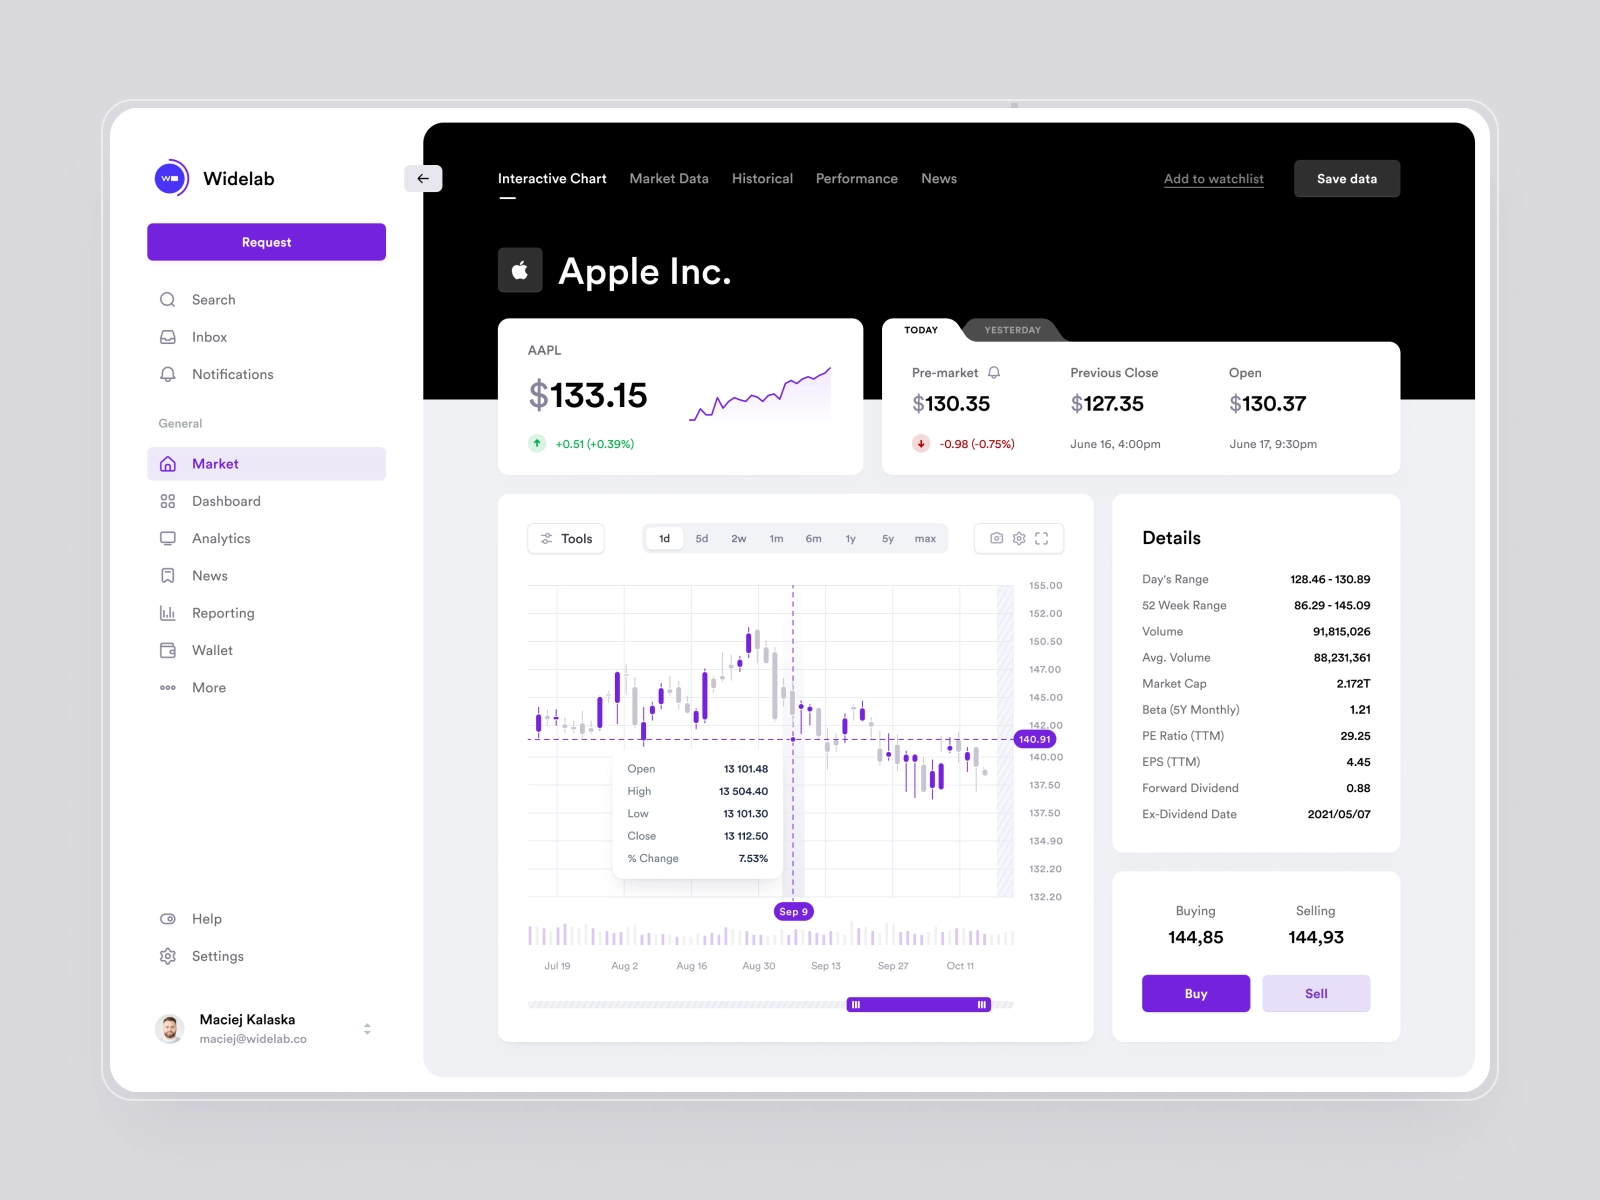 Widelab
Request
Search
Inbox
Notifications
General
Market
Dashboard
Analytics
News
Reporting
Wallet
More
Help
Settings
Maciej Kalaska
maciej@widelab.co
Interactive Chart Market Data Historical Performance News
Add to watchlist Save data
Apple Inc.
AAPL
$133.15
+0.51 (+0.39%)
TODAY YESTERDAY
Pre-market Previous Close Open
$130.35 $127.35 $130.37
-0.98 (-0.75%) June 16, 4:00pm June 17, 9:30pm
Tools 1d 5d 2w 1m 6m 1y 5y max
155.00
152.00
150.50
147.00
145.00
142.00
140.91
140.00
137.50
137.50
134.90
132.20
132.20
Open 13 101.48
High 13 504.40
Low 13 101.30
Close 13 112.50
% Change 7.53%
Sep 9
Jul 19 Aug 2 Aug 16 Aug 30 Sep 13 Sep 27 Oct 11
Details
Day's Range 128.46 - 130.89
52 Week Range 86.29 - 145.09
Volume 91,815,026
Avg. Volume 88,231,361
Market Cap 2.172T
Beta (5Y Monthly) 1.21
PE Ratio (TTM) 29.25
EPS (TTM) 4.45
Forward Dividend 0.88
Ex-Dividend Date 2021/05/07
Buying Selling
144,85 144,93
Buy Sell